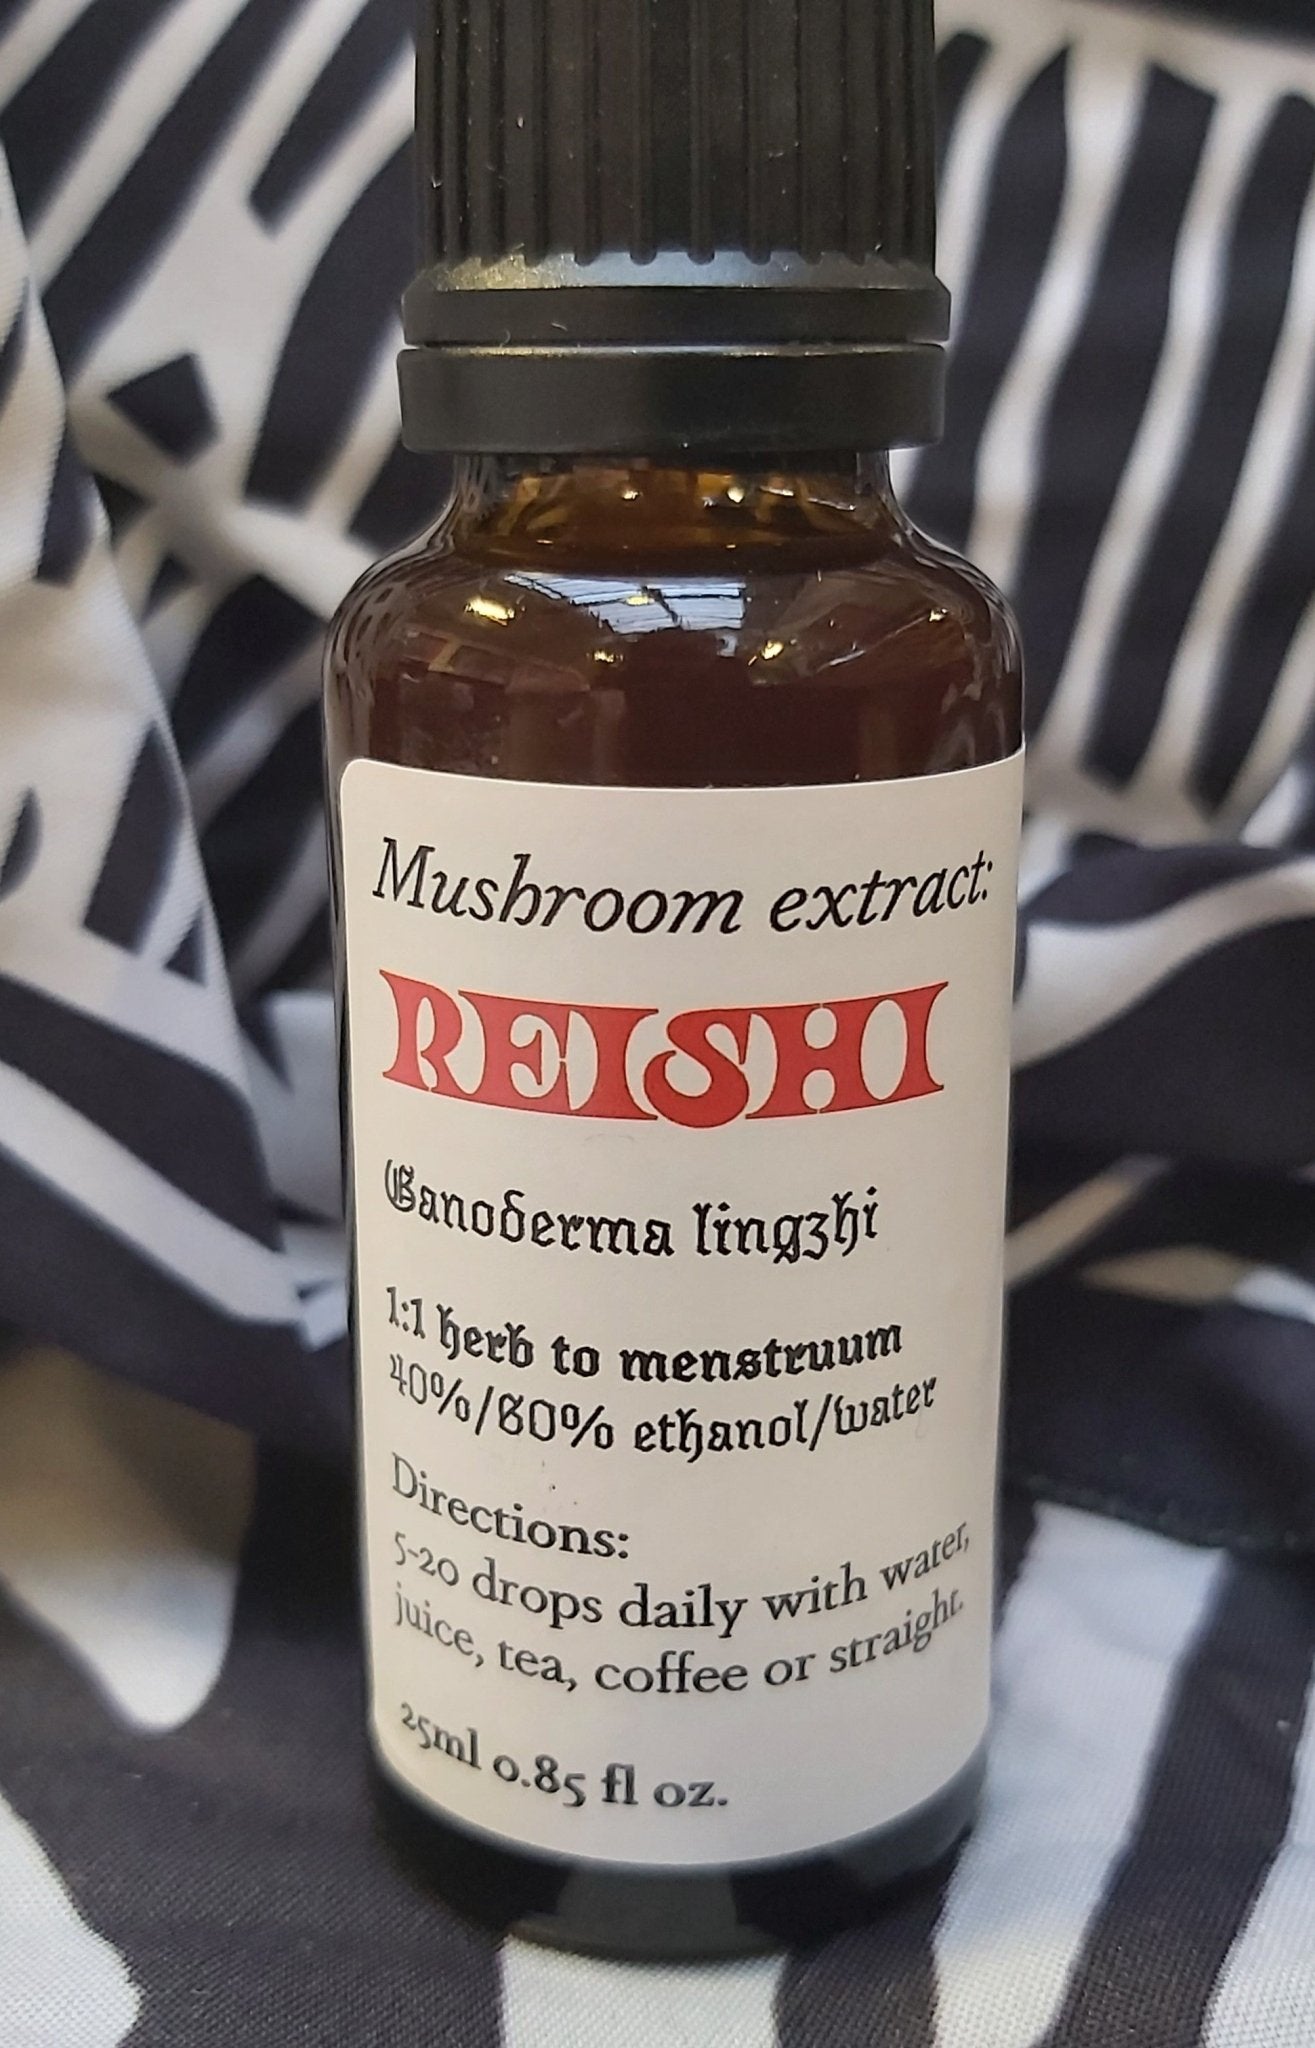 Mushroom extract:
REISHI
Ganoderma lingzhi
1:1 herb to menstruum
40%/60% ethanol/water
Directions:
5-20 drops daily with water,
juice, tea, coffee or straight.
25ml 0.85 fl oz.